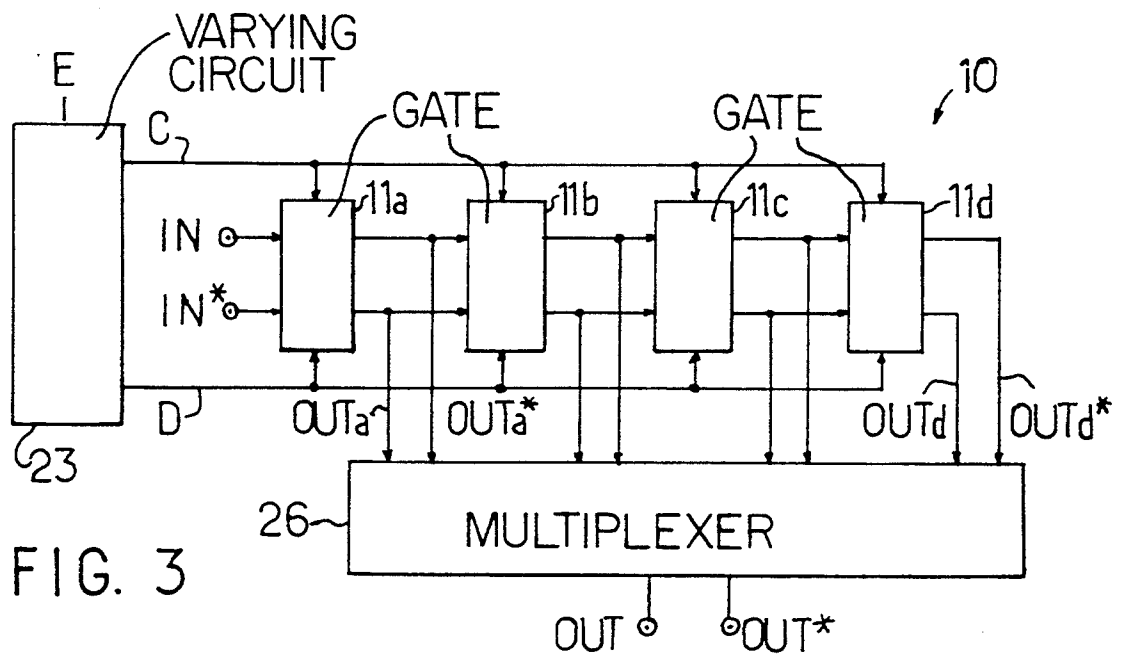 VARYING
CIRCUIT
E
10
GATE
GATE
C
11a
11b
11c
11d
IN
IN*
D
OUTa
OUTa*
OUTd
OUTd*
23
26
MULTIPLEXER
FIG. 3
OUT
OUT*